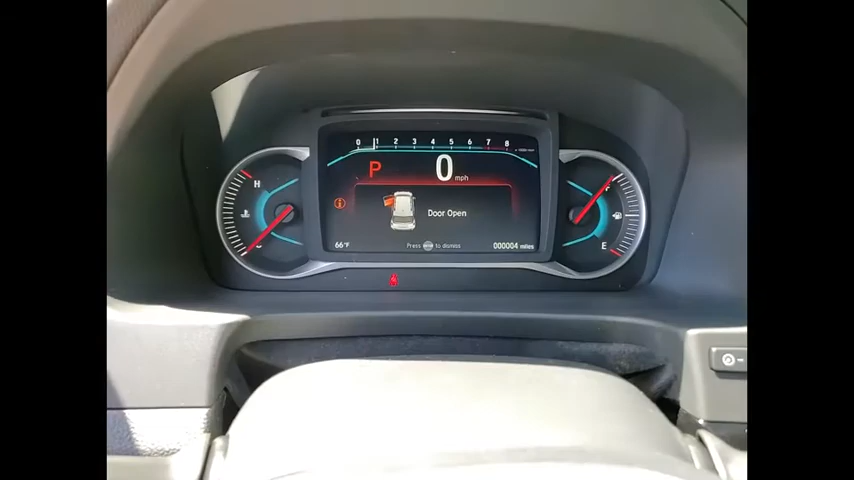 0 1 2 3 4 5 6 7 8
P 0 mph
H
F
Door Open
E
66°F Press to dismiss 000004 miles